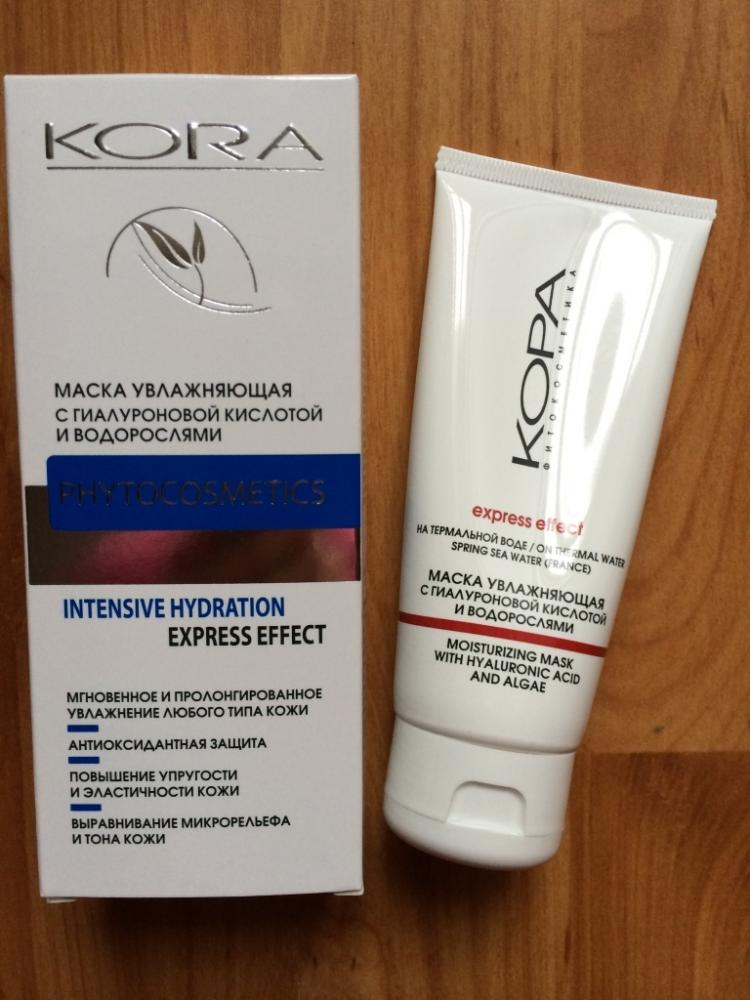 KORA
МАСКА УВЛАЖНЯЮЩАЯ
С ГИАЛУРОНОВОЙ КИСЛОТОЙ
И ВОДОРОСЛЯМИ
PHYTOCOSMETICS
INTENSIVE HYDRATION
EXPRESS EFFECT
МГНОВЕННОЕ И ПРОЛОНГИРОВАННОЕ
УВЛАЖНЕНИЕ ЛЮБОГО ТИПА КОЖИ
АНТИОКСИДАНТНАЯ ЗАЩИТА
ПОВЫШЕНИЕ УПРУГОСТИ
И ЭЛАСТИЧНОСТИ КОЖИ
ВЫРАВНИВАНИЕ МИКРОРЕЛЬЕФА
И ТОНА КОЖИ
КОРА
ФИТОКОСМЕТИКА
express effect
НА ТЕРМАЛЬНОЙ ВОДЕ / ON THERMAL WATER
SPRING SEA WATER (FRANCE)
МАСКА УВЛАЖНЯЮЩАЯ
С ГИАЛУРОНОВОЙ КИСЛОТОЙ
И ВОДОРОСЛЯМИ
MOISTURIZING MASK
WITH HYALURONIC ACID
AND ALGAE